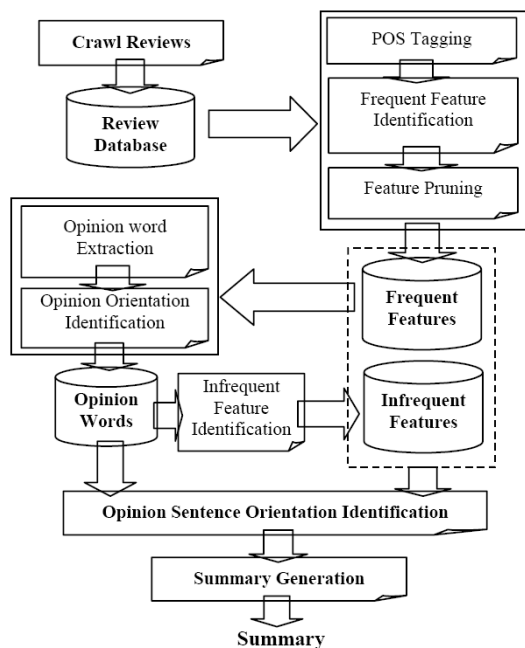 Crawl Reviews
Review
Database
POS Tagging
Frequent Feature
Identification
Feature Pruning
Opinion word
Extraction
Opinion Orientation
Identification
Frequent
Features
Opinion
Words
Infrequent
Feature
Identification
Infrequent
Features
Opinion Sentence Orientation Identification
Summary Generation
Summary